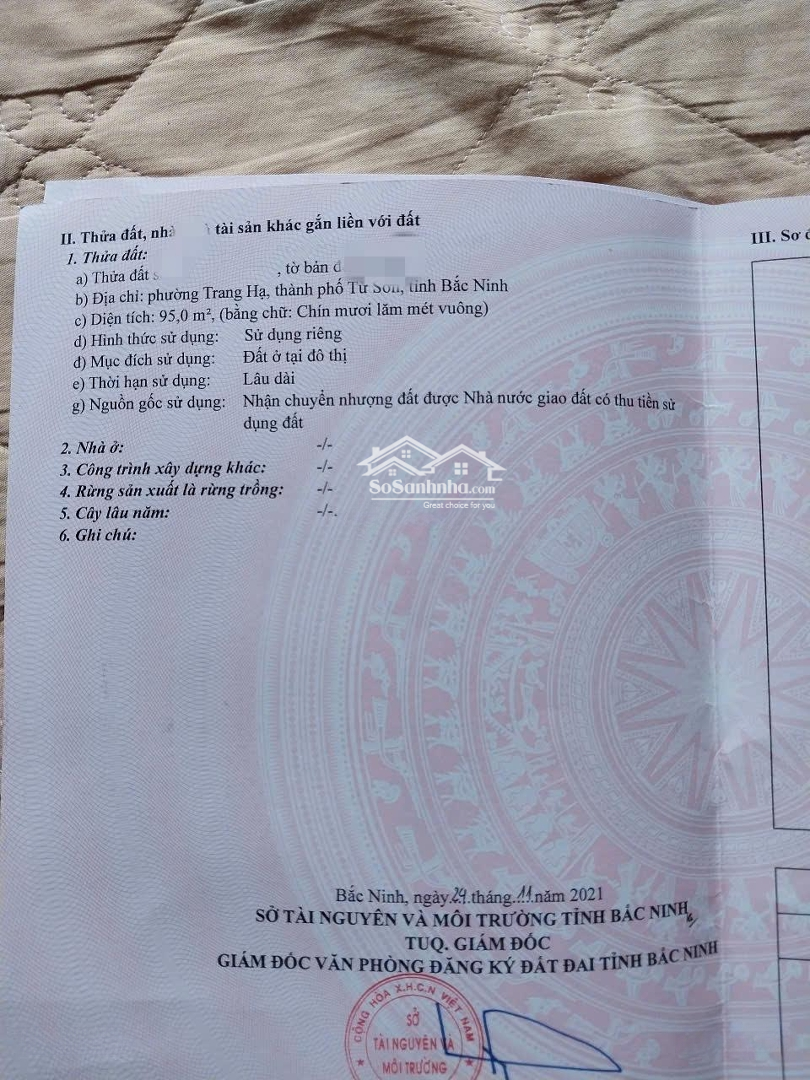 II. Thửa đất, nhà tài sản khác gắn liền với đất
1. Thửa đất:
a) Thửa đất , tờ bản
b) Địa chỉ: phường Trang Hạ, thành phố Từ Sơn, tỉnh Bắc Ninh
c) Diện tích: 95,0 m², (bằng chữ: Chín mươi lăm mét vuông)
d) Hình thức sử dụng: Sử dụng riêng
đ) Mục đích sử dụng: Đất ở tại đô thị
e) Thời hạn sử dụng: Lâu dài
g) Nguồn gốc sử dụng: Nhận chuyển nhượng đất được Nhà nước giao đất có thu tiền sử
dụng đất
2. Nhà ở: -/-
3. Công trình xây dựng khác: -/-
4. Rừng sản xuất là rừng trồng: -/-
5. Cây lâu năm: -/-.
6. Ghi chú:
III. Sơ
SoSanhnha.com
Great choice for you
Bắc Ninh, ngày 29 tháng 11 năm 2021
SỞ TÀI NGUYÊN VÀ MÔI TRƯỜNG TỈNH BẮC NINH
TUQ. GIÁM ĐỐC
GIÁM ĐỐC VĂN PHÒNG ĐĂNG KÝ ĐẤT ĐAI TỈNH BẮC NINH
CỘNG HÒA X.H.C.N VIỆT NAM
SỞ
TÀI NGUYÊN VÀ
MÔI TRƯỜNG